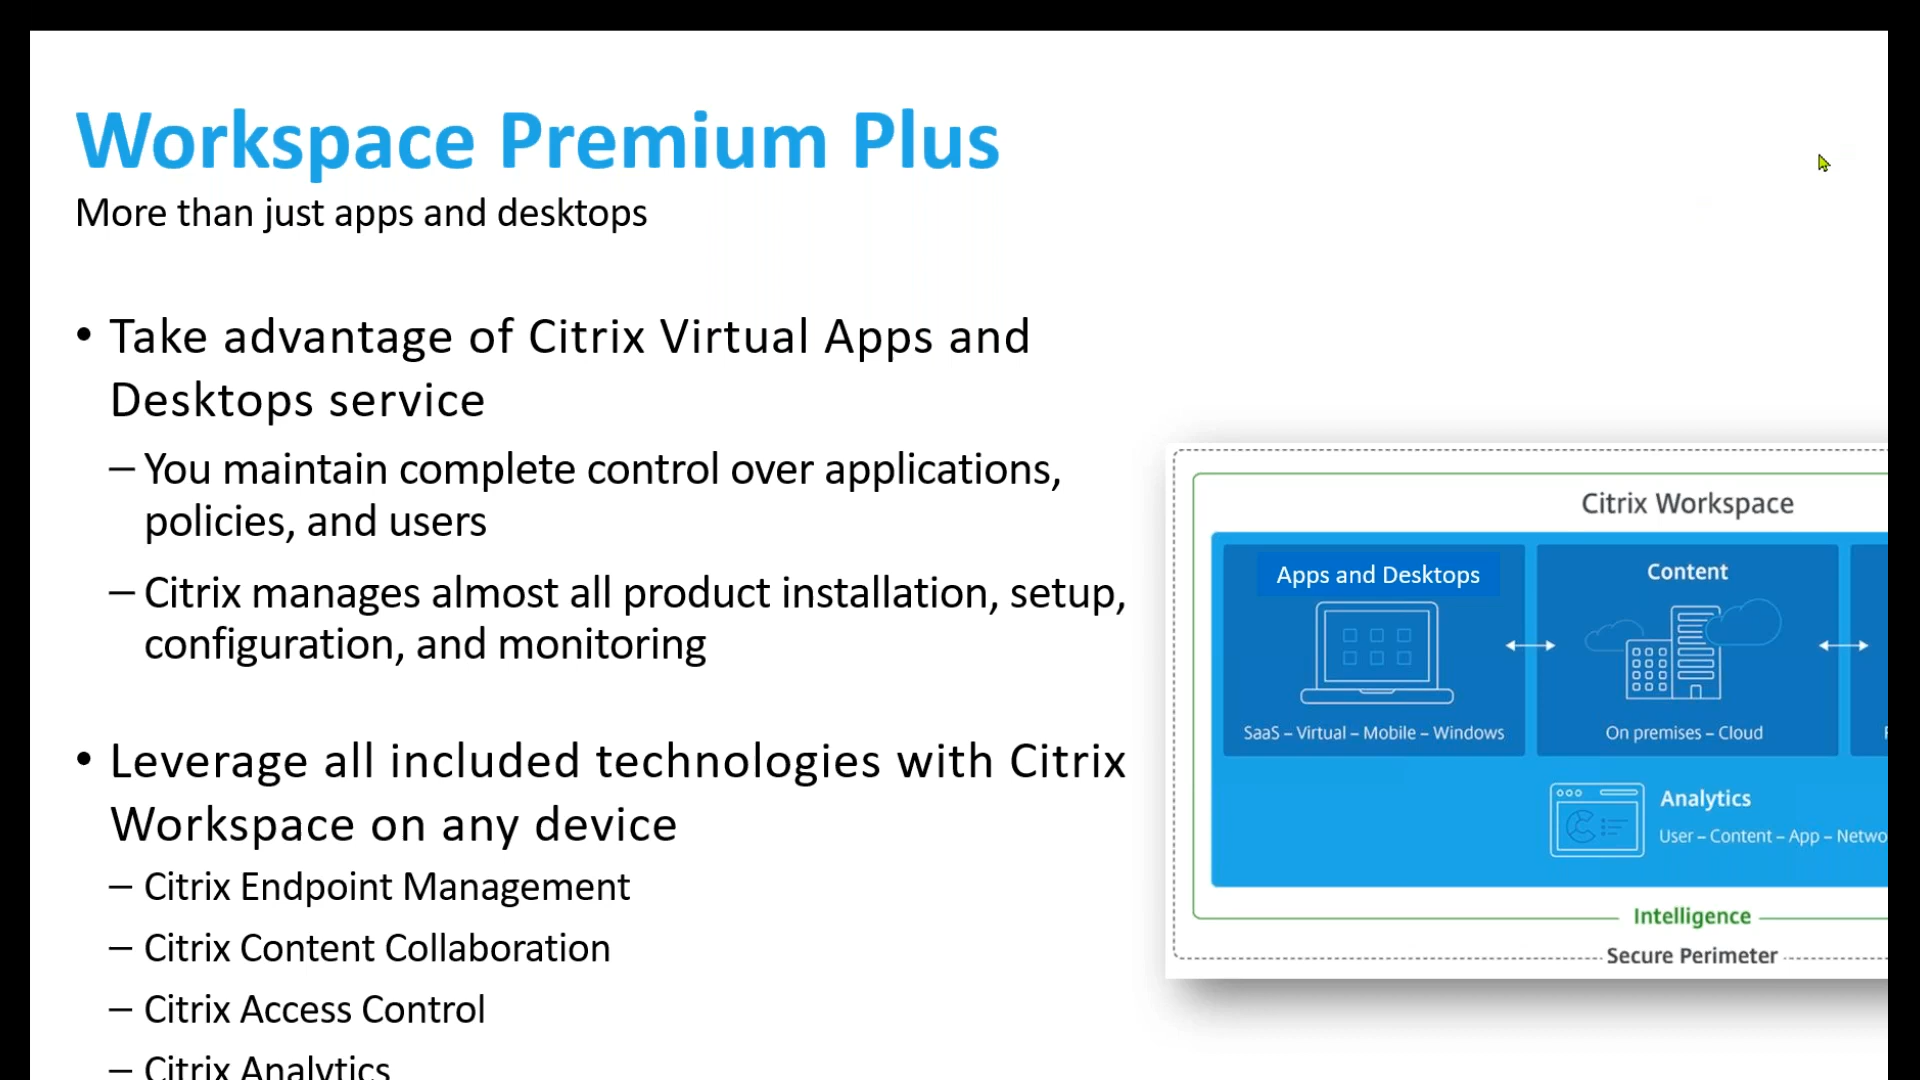 Workspace Premium Plus
More than just apps and desktops
• Take advantage of Citrix Virtual Apps and
Desktops service
– You maintain complete control over applications,
policies, and users
– Citrix manages almost all product installation, setup,
configuration, and monitoring
• Leverage all included technologies with Citrix
Workspace on any device
– Citrix Endpoint Management
– Citrix Content Collaboration
– Citrix Access Control
– Citrix Analytics
Citrix Workspace
Apps and Desktops
SaaS – Virtual – Mobile – Windows
Content
On premises – Cloud
Analytics
User – Content – App – Netwo
Intelligence
Secure Perimeter